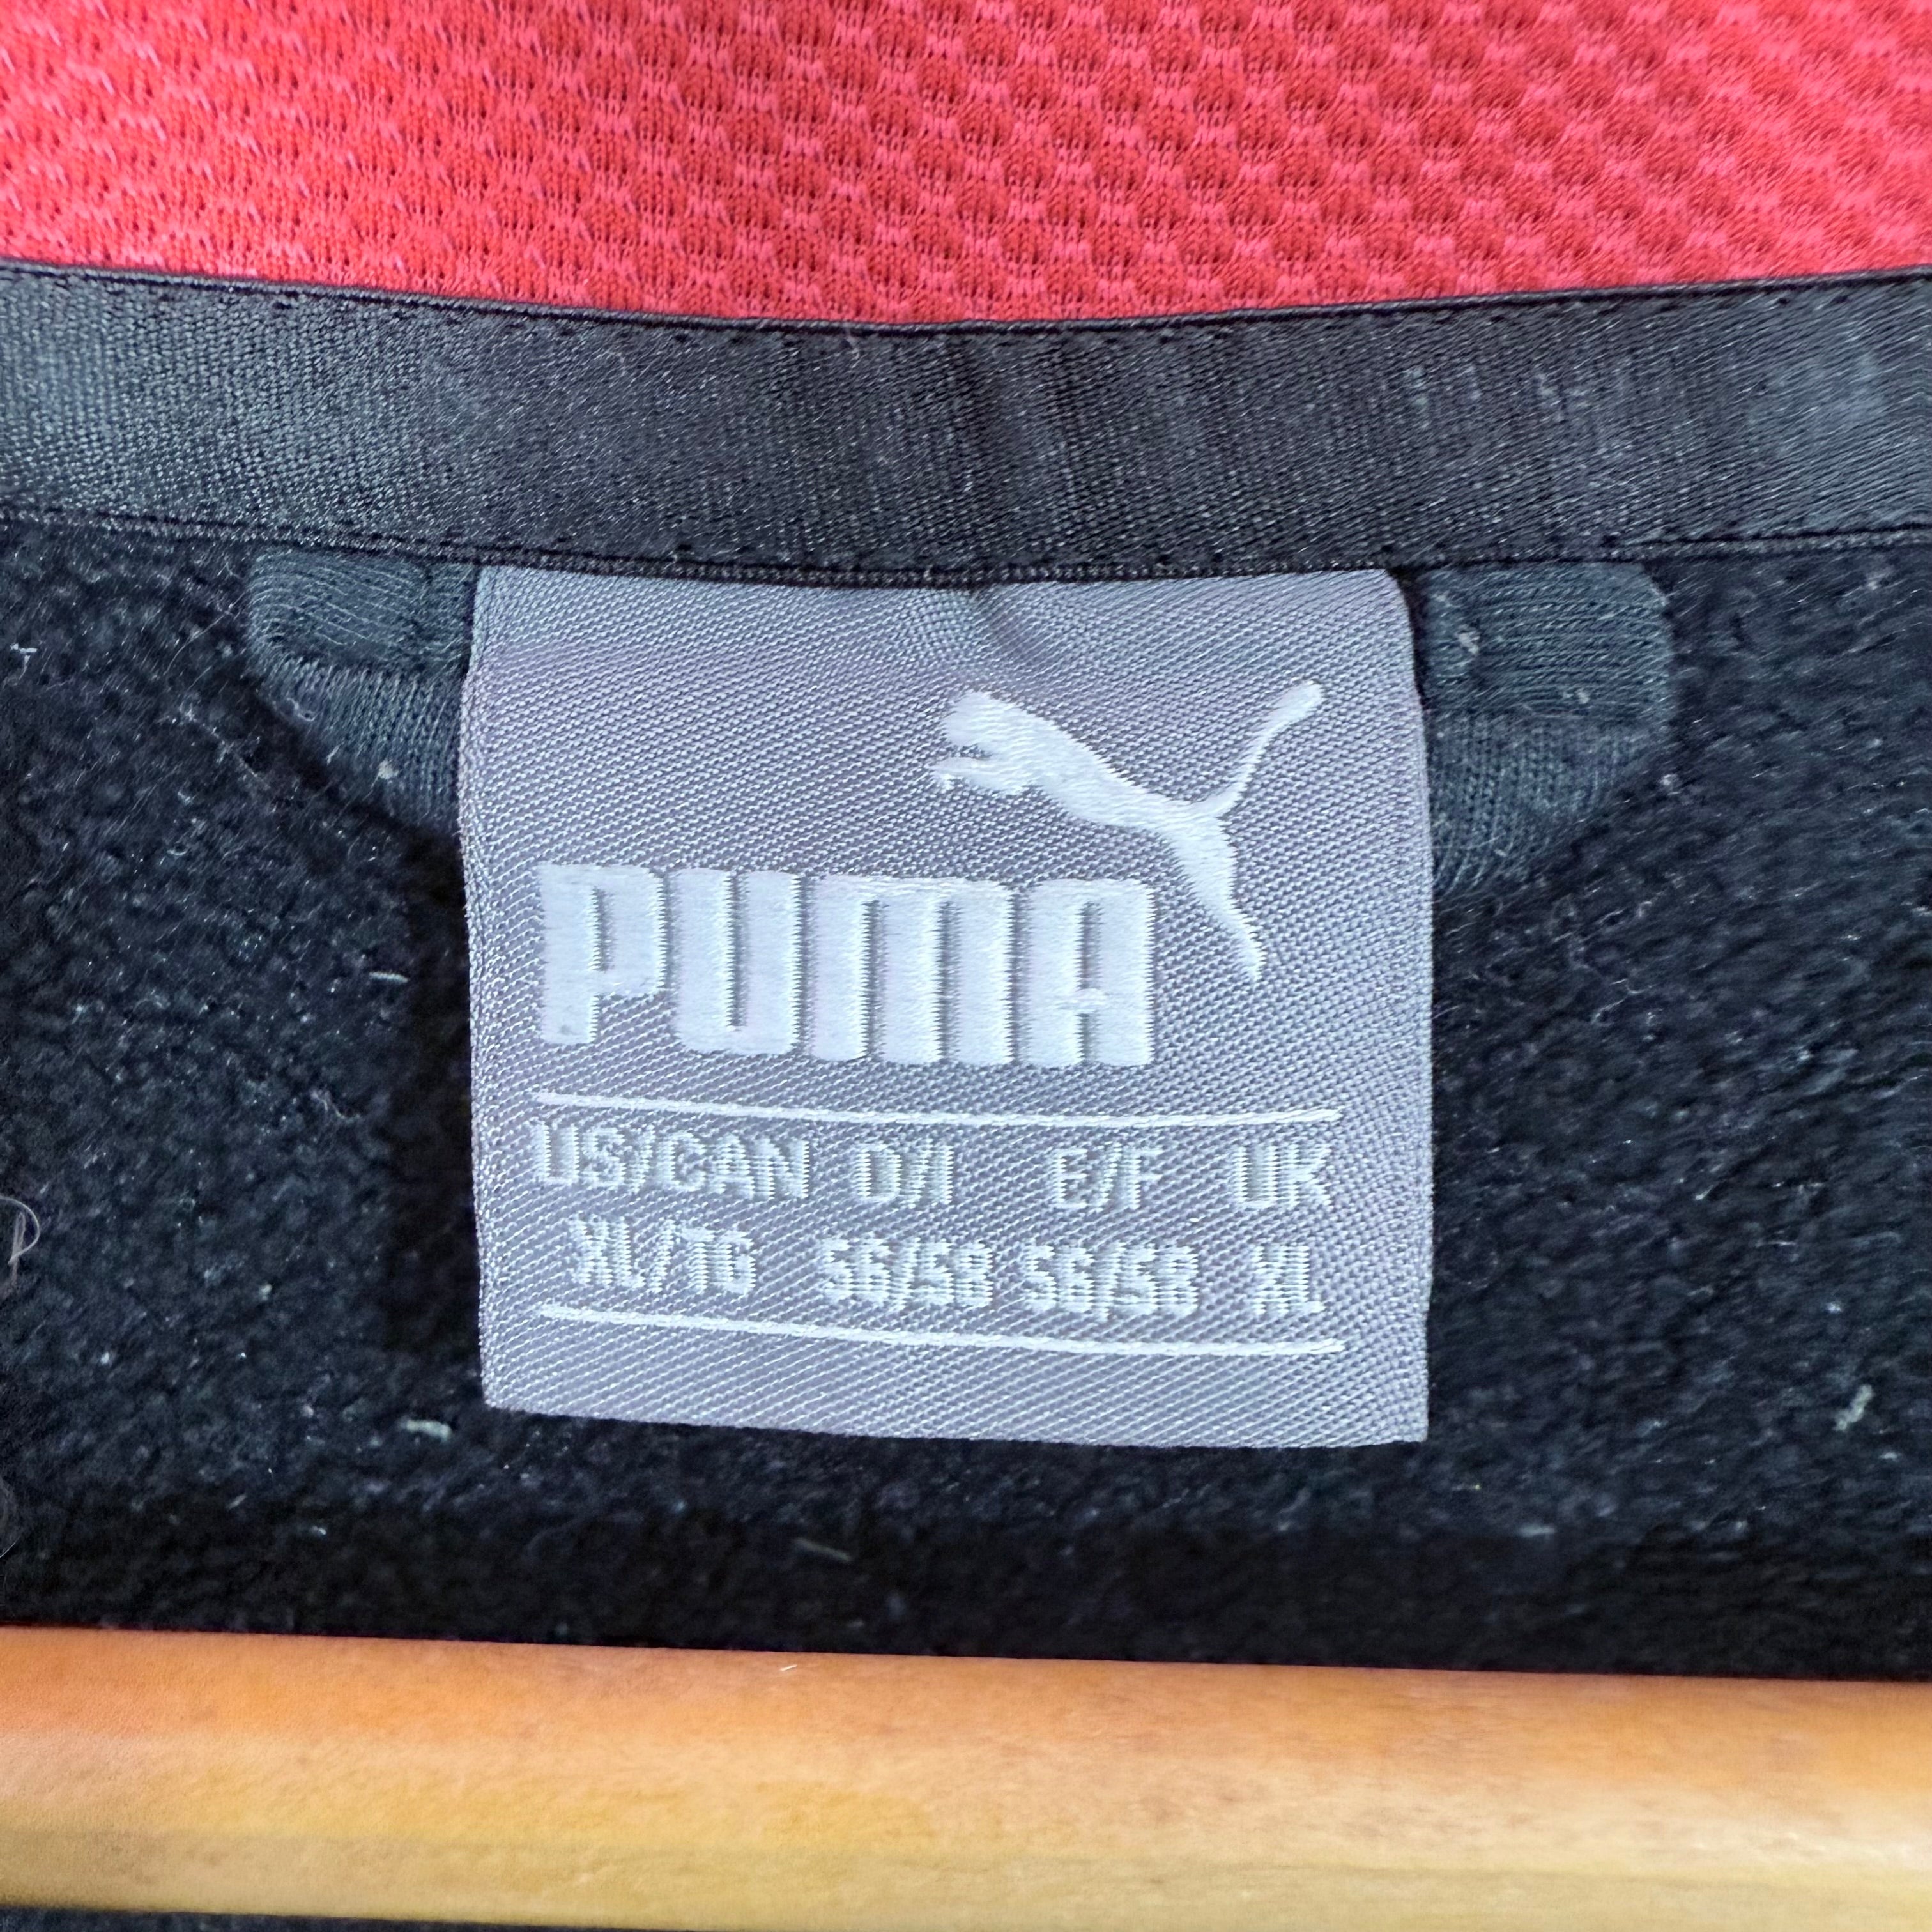 PUMA
US/CAN D/I E/F UK
XL/TG 56/58 56/58 XL